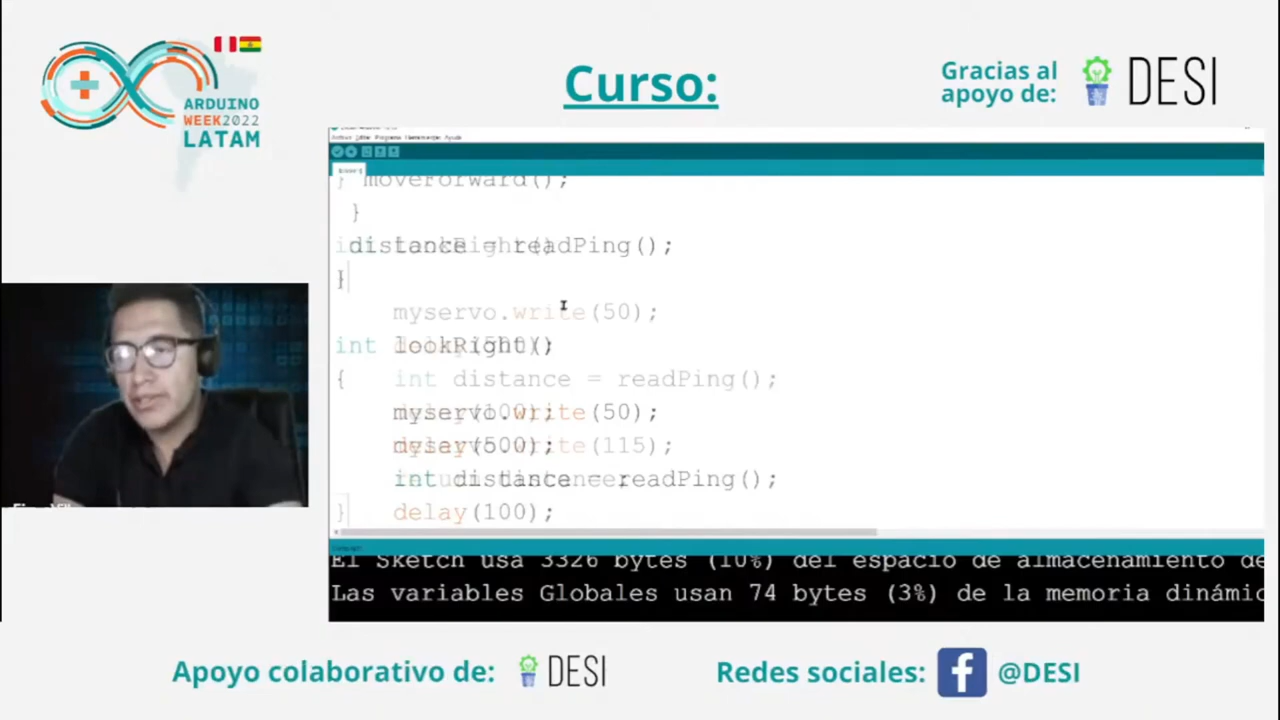 ARDUINO
WEEK2022
LATAM
Curso:
Gracias al
apoyo de:
DESI
} moveForward();
}
distance = readPing();
}
myservo.write(50);
int lookRight()
{ int distance = readPing();
myservo.write(50);
delay(500);
int distance = readPing();
} delay(100);
El Sketch usa 3326 bytes (10%) del espacio de almacenamiento de
Las variables Globales usan 74 bytes (3%) de la memoria dinámic
Apoyo colaborativo de:
DESI
Redes sociales:
@DESI